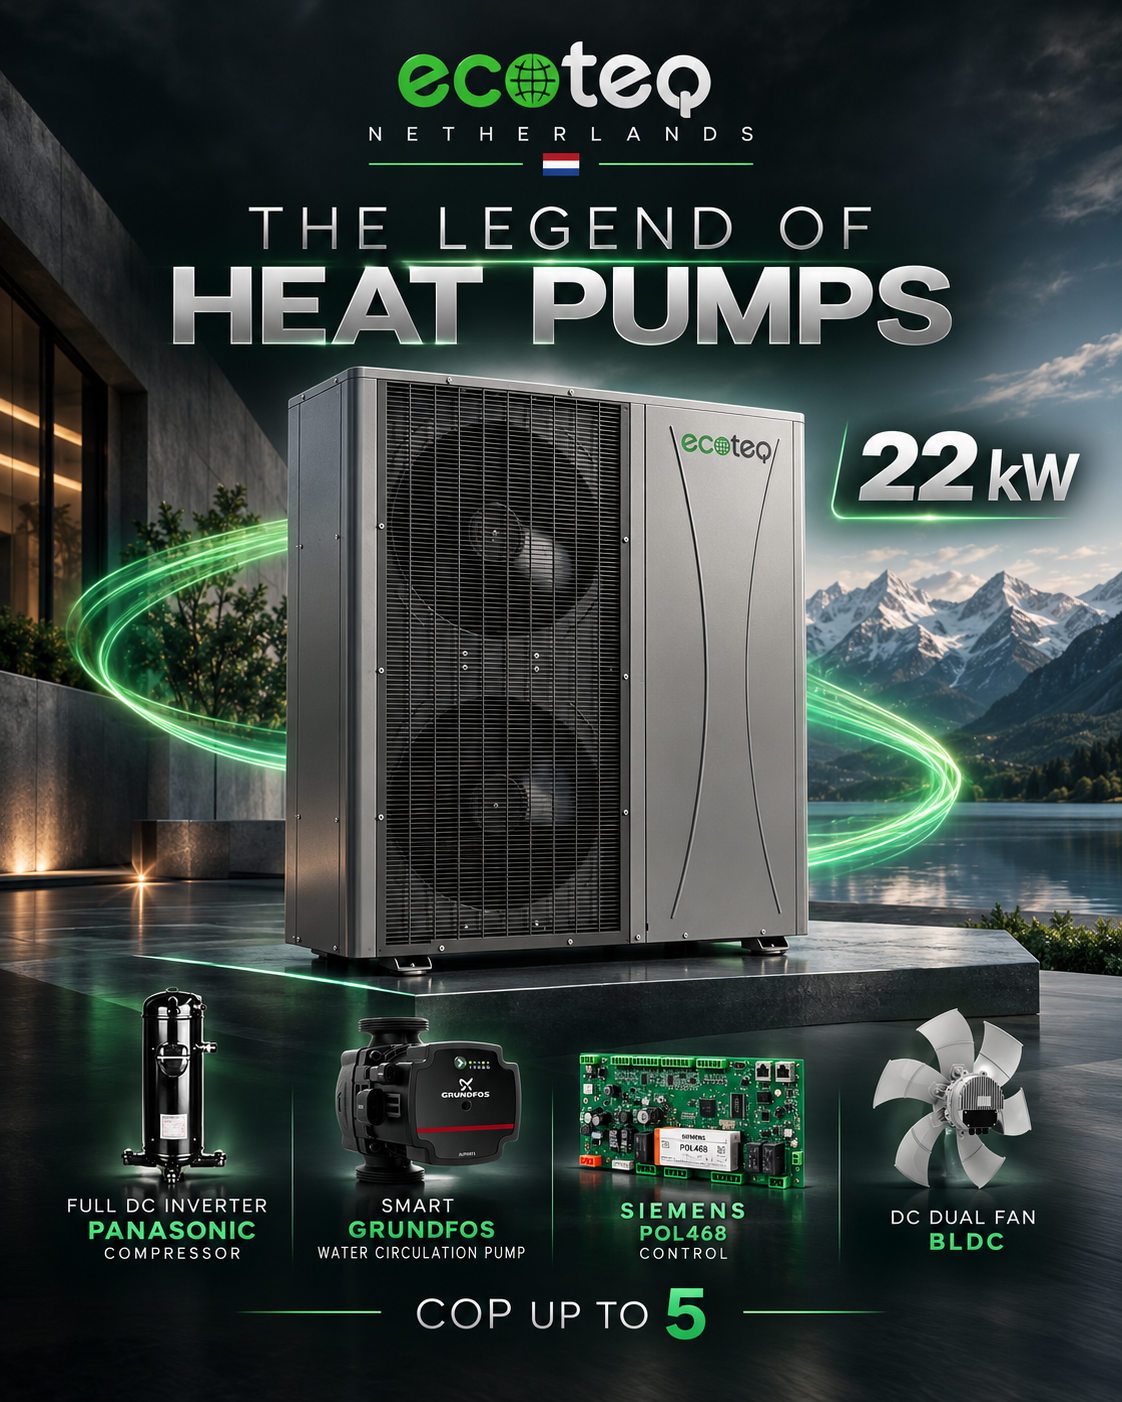 ecoteq
NETHERLANDS
THE LEGEND OF
HEAT PUMPS
ecoteq
22 kW
GRUNDFOS
SIEMENS
POL468
FULL DC INVERTER
PANASONIC
COMPRESSOR
SMART
GRUNDFOS
WATER CIRCULATION PUMP
SIEMENS
POL468
CONTROL
DC DUAL FAN
BLDC
COP UP TO 5